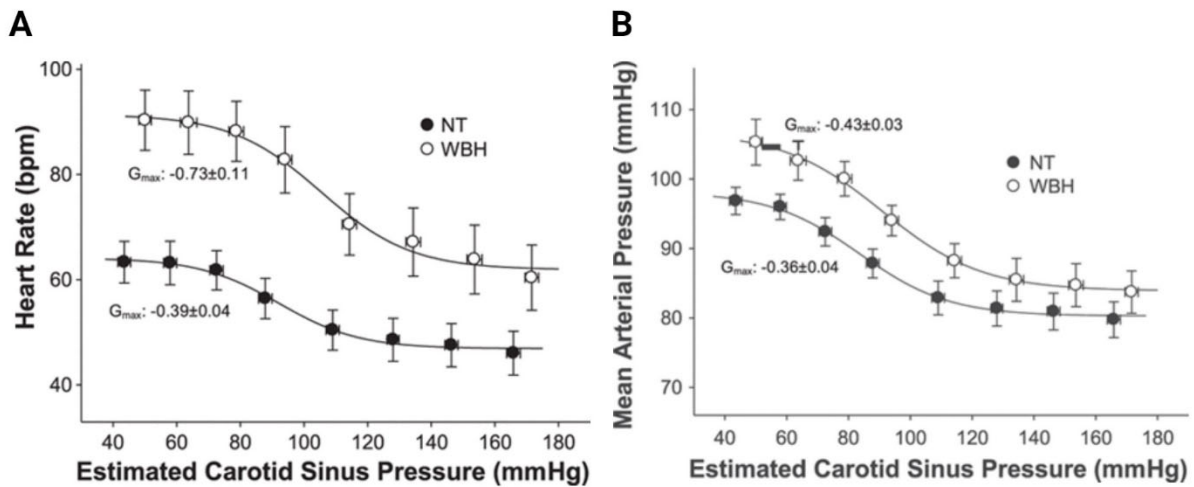 A
Heart Rate (bpm)
100
80
60
40
NT
WBH
Gmax: -0.73±0.11
Gmax: -0.39±0.04
40 60 80 100 120 140 160 180
Estimated Carotid Sinus Pressure (mmHg)
B
Mean Arterial Pressure (mmHg)
110
100
90
80
70
Gmax: -0.43±0.03
NT
WBH
Gmax: -0.36±0.04
40 60 80 100 120 140 160 180
Estimated Carotid Sinus Pressure (mmHg)